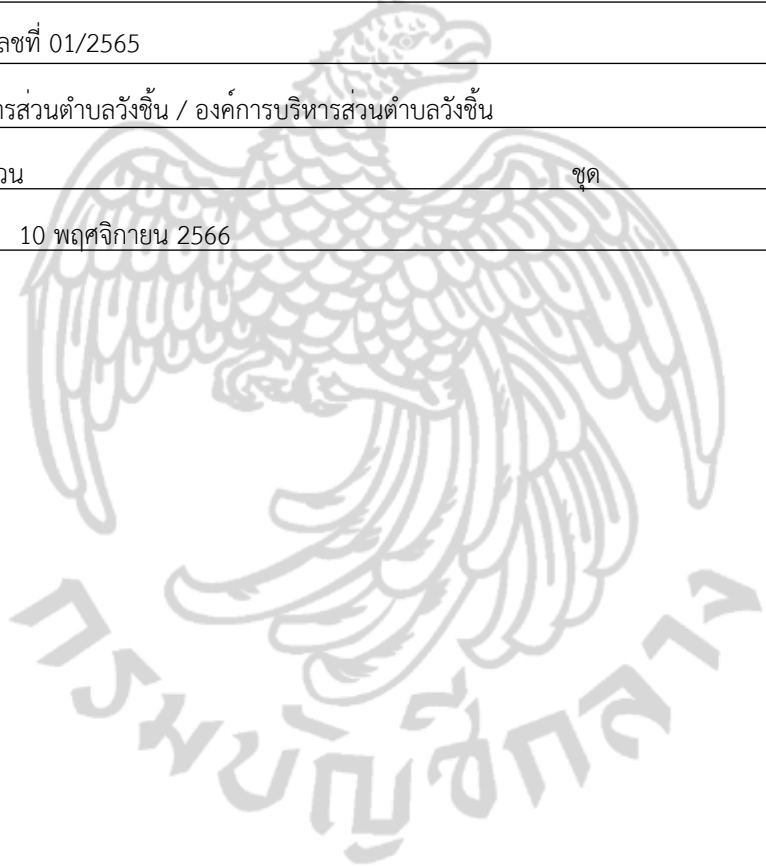 ลชที่ 01/2565
ารส่วนตำบลวังชิ้น / องค์การบริหารส่วนตำบลวังชิ้น
วน ชุด
10 พฤศจิกายน 2566
กรมบัญชีกลาง